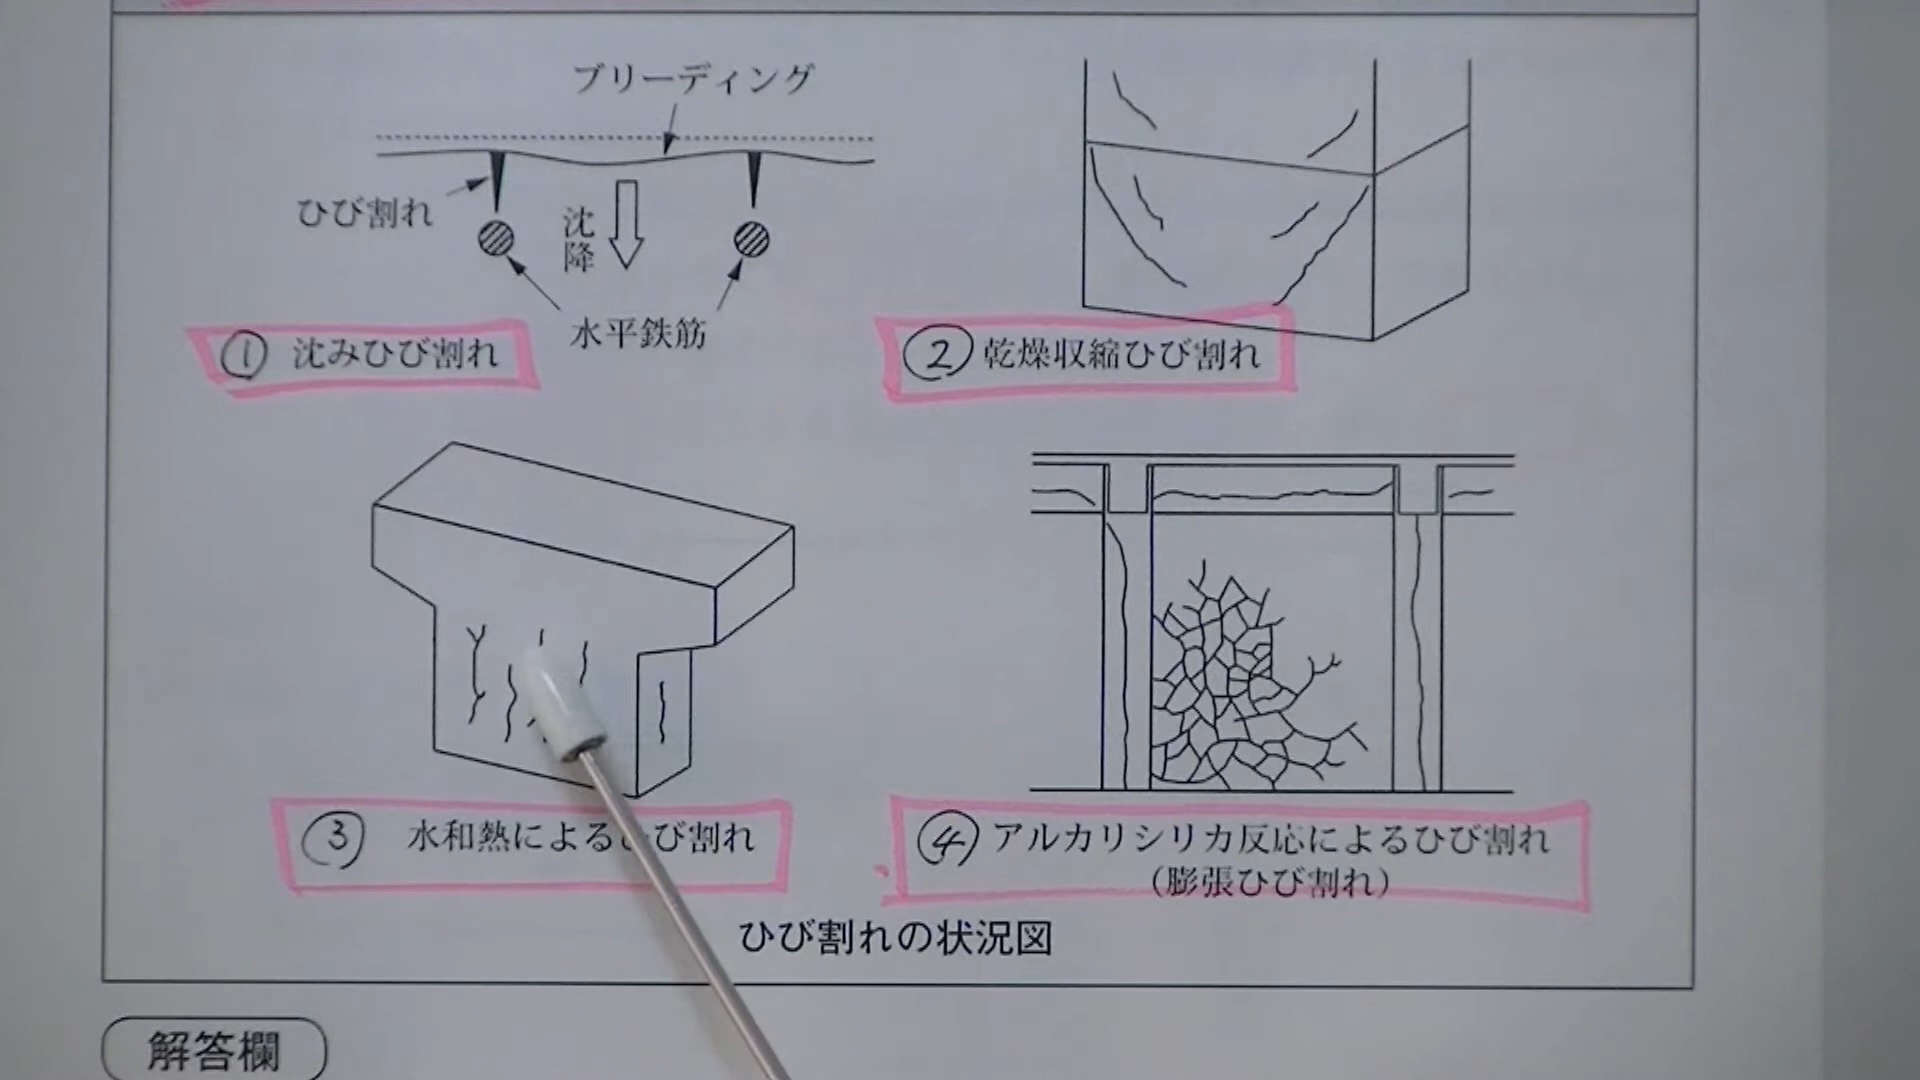 ブリーディング
ひび割れ
沈降
水平鉄筋
① 沈みひび割れ
② 乾燥収縮ひび割れ
③ 水和熱によるひび割れ
④ アルカリシリカ反応によるひび割れ
(膨張ひび割れ)
ひび割れの状況図
解答欄